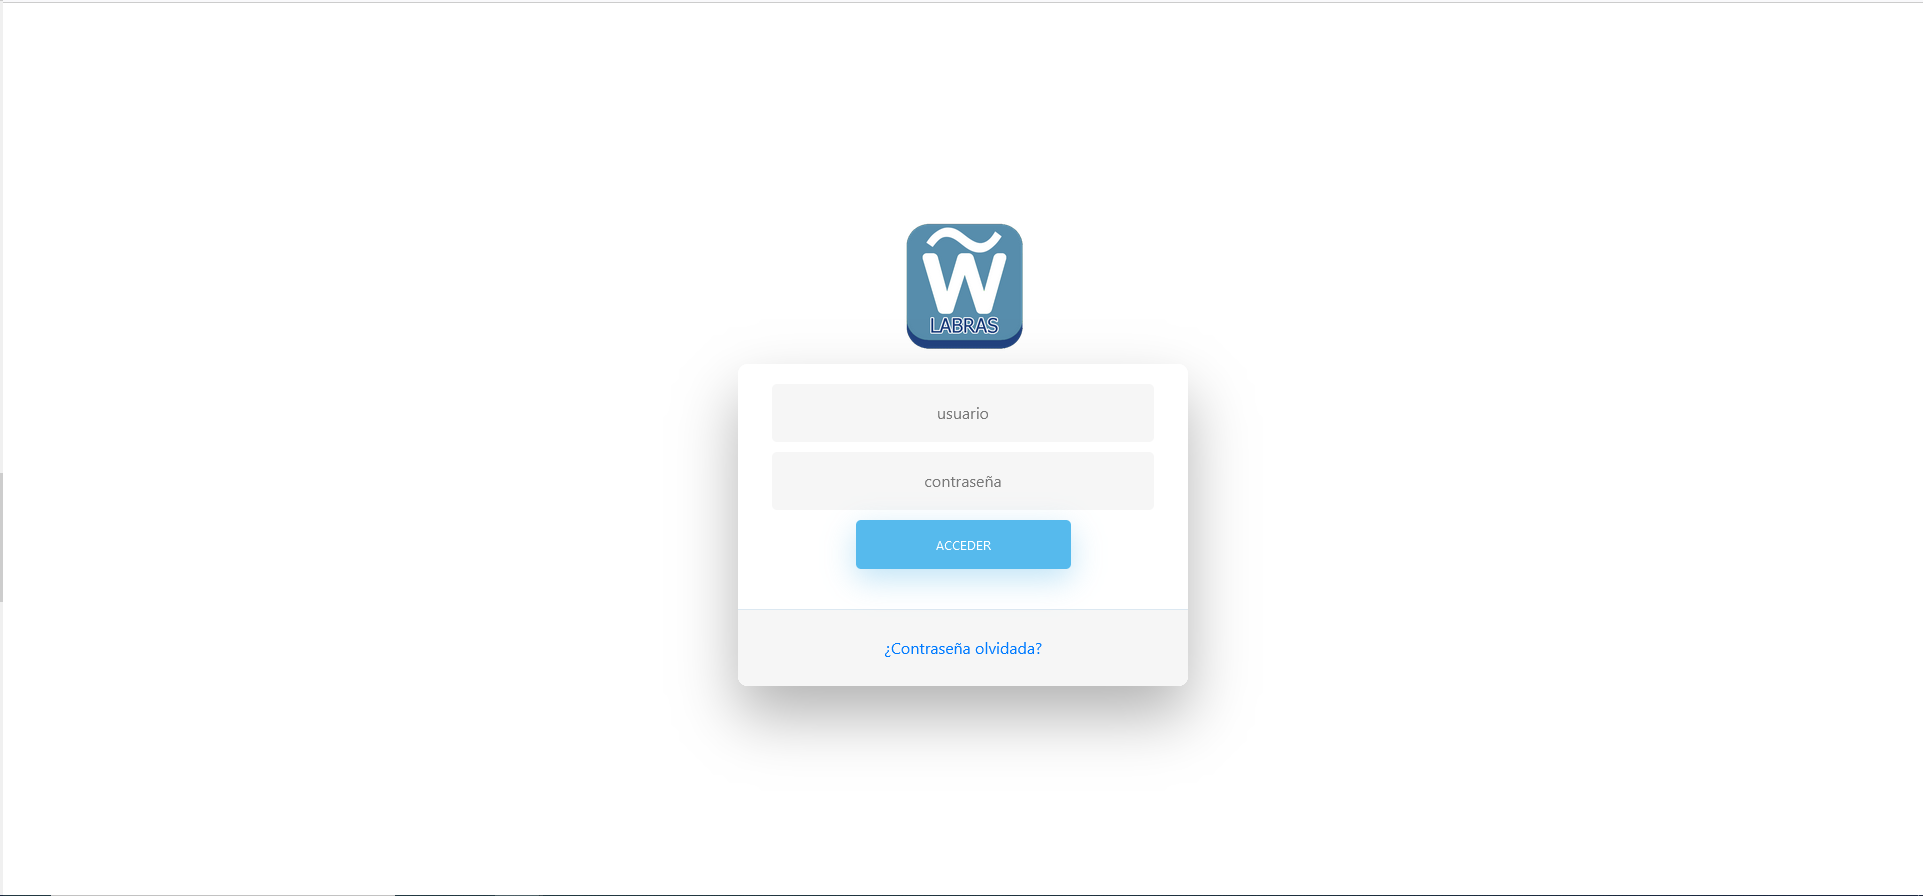 W̃
LABRAS
usuario
contraseña
ACCEDER
¿Contraseña olvidada?